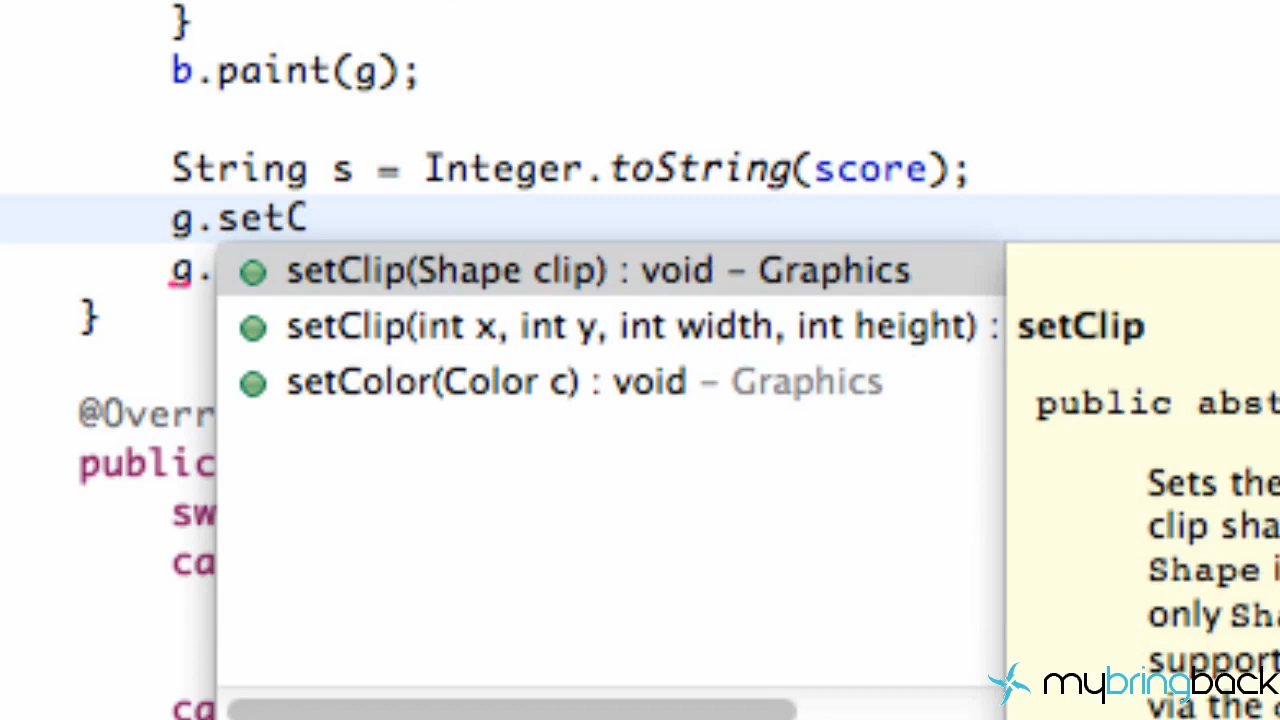 }
b.paint(g);
String s = Integer.toString(score);
g.setC
g.
setClip(Shape clip) : void – Graphics
setClip(int x, int y, int width, int height) :
setColor(Color c) : void – Graphics
}
@Overr
public
sw
ca
ca
setClip
public abst
Sets the
clip sha
Shape i
only Sha
support
via the
mybringback